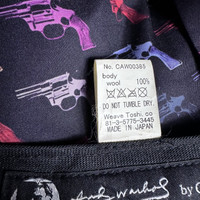 No. CAW00385
body
wool 100%
DO NOT TUMBLE DRY.
Weave Toshi.co
81-3-5775-3445
MADE IN JAPAN
Andy Warhol by